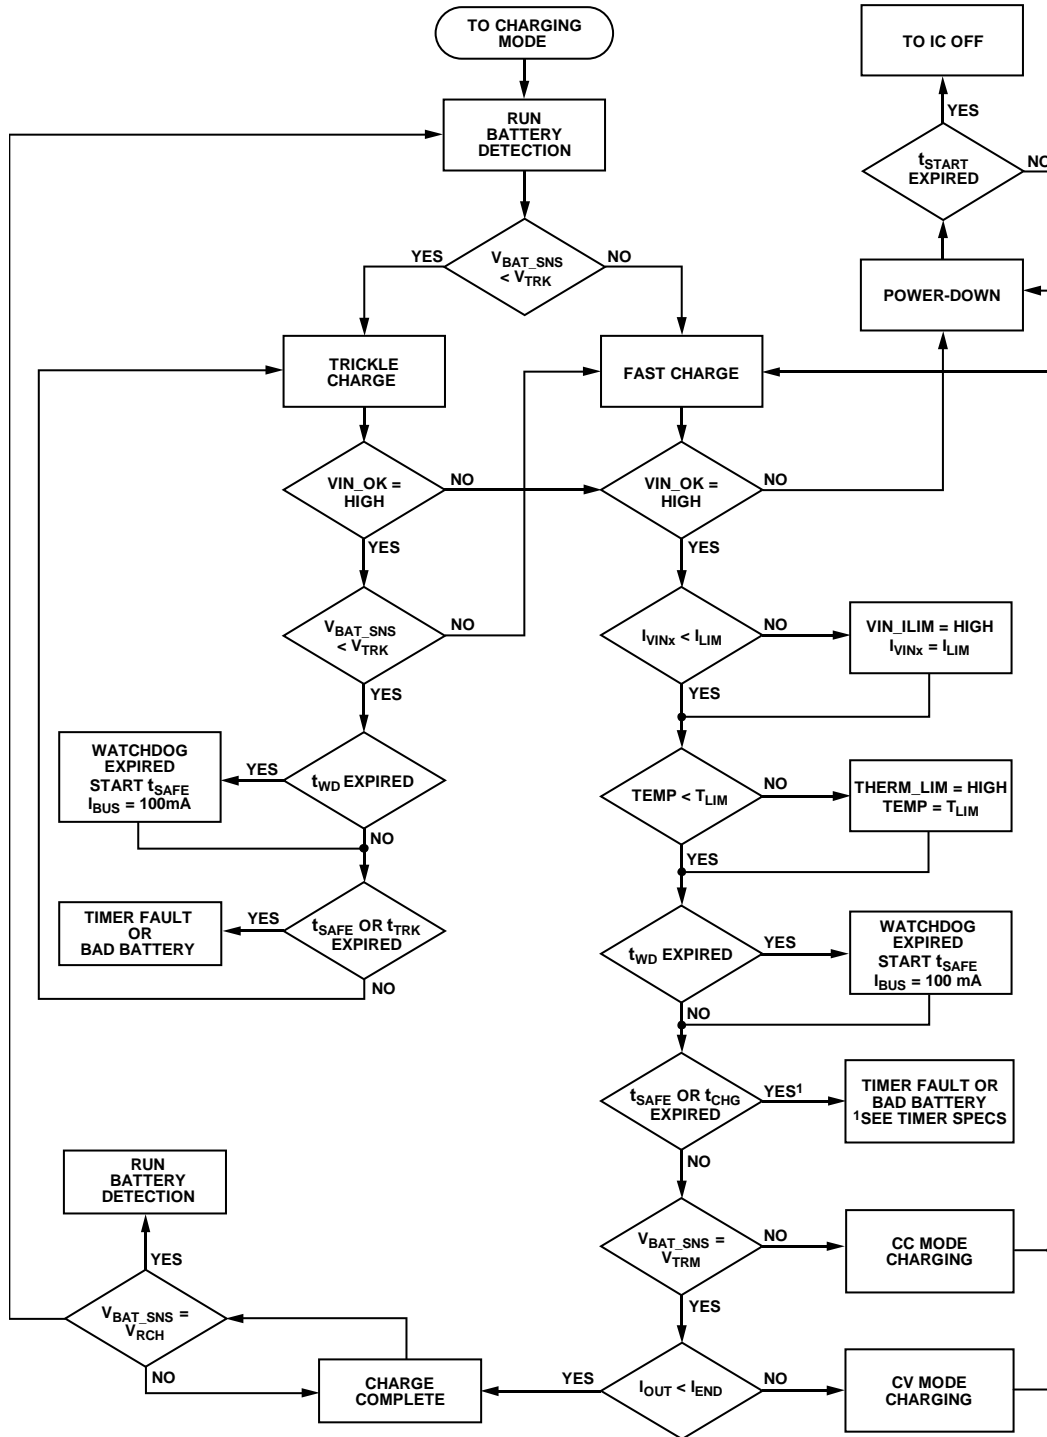 TO CHARGING
MODE
TO IC OFF
YES
RUN
BATTERY
DETECTION
tSTART
EXPIRED
NO
YES
VBAT_SNS
< VTRK
NO
POWER-DOWN
TRICKLE
CHARGE
FAST CHARGE
VIN_OK =
HIGH
NO
VIN_OK =
HIGH
NO
YES
YES
VBAT_SNS
< VTRK
NO
IVINx < ILIM
NO
VIN_ILIM = HIGH
IVINx = ILIM
YES
YES
WATCHDOG
EXPIRED
START tSAFE
IBUS = 100mA
YES
tWD EXPIRED
TEMP < TLIM
NO
THERM_LIM = HIGH
TEMP = TLIM
NO
YES
TIMER FAULT
OR
BAD BATTERY
YES
tSAFE OR tTRK
EXPIRED
NO
tWD EXPIRED
YES
WATCHDOG
EXPIRED
START tSAFE
IBUS = 100 mA
NO
tSAFE OR tCHG
EXPIRED
YES1
TIMER FAULT OR
BAD BATTERY
1SEE TIMER SPECS
NO
RUN
BATTERY
DETECTION
YES
VBAT_SNS =
VTRM
NO
CC MODE
CHARGING
YES
VBAT_SNS =
VRCH
NO
CHARGE
COMPLETE
YES
IOUT < IEND
NO
CV MODE
CHARGING